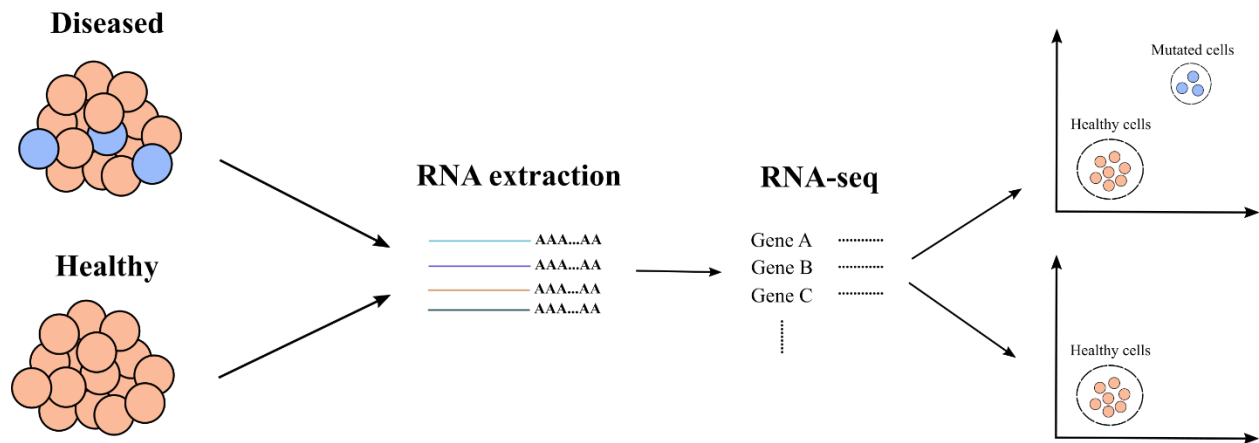 Diseased
Healthy
RNA extraction
AAA...AA
AAA...AA
AAA...AA
AAA...AA
RNA-seq
Gene A
Gene B
Gene C
Mutated cells
Healthy cells
Healthy cells